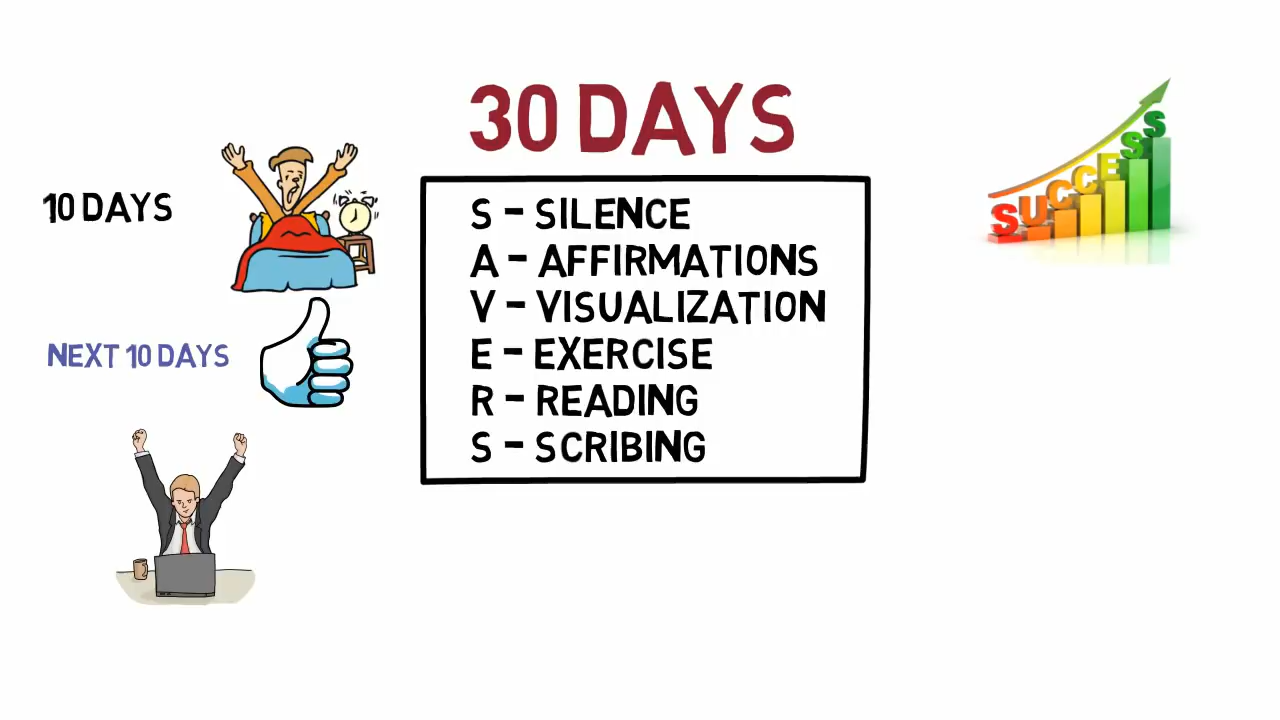 30 DAYS
10 DAYS
S - SILENCE
A - AFFIRMATIONS
V - VISUALIZATION
E - EXERCISE
R - READING
S - SCRIBING
NEXT 10 DAYS
SUCCESS